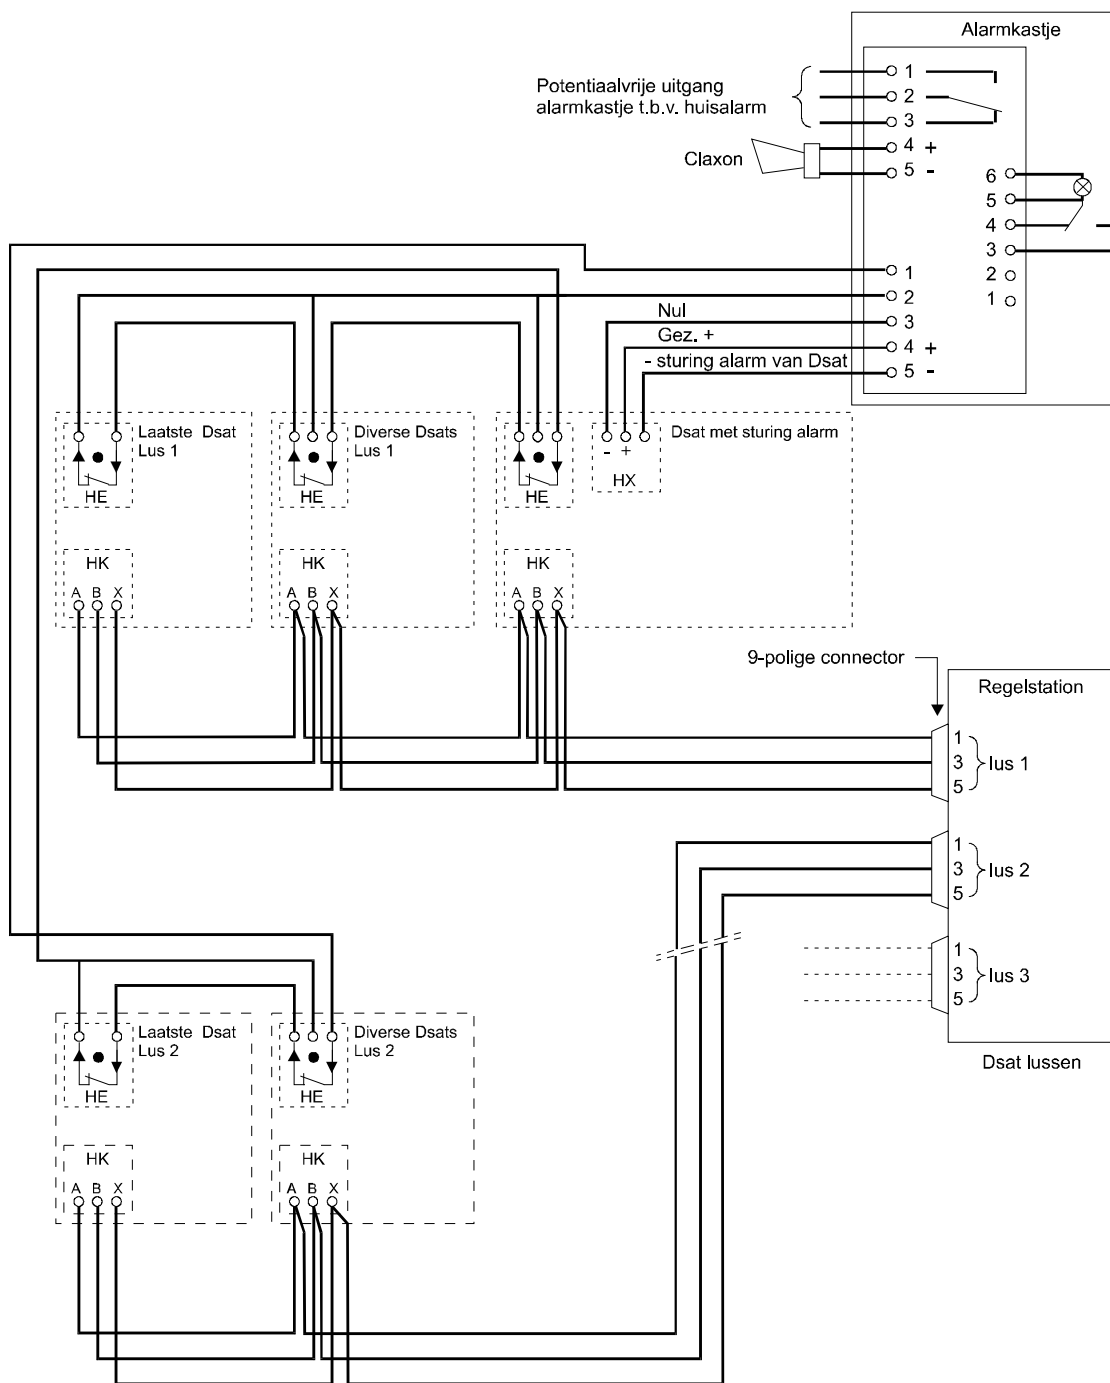 Alarmkastje
Potentiaalvrije uitgang
alarmkastje t.b.v. huisalarm
1
2
3
4 +
5 -
Claxon
6
5
4
3
2
1
1
2
3
4 +
5 -
Nul
Gez. +
- sturing alarm van Dsat
Laatste Dsat
Lus 1
HE
HK
A B X
Diverse Dsats
Lus 1
HE
HK
A B X
Dsat met sturing alarm
HE
- +
HX
HK
A B X
9-polige connector
Regelstation
1
3
5
lus 1
1
3
5
lus 2
1
3
5
lus 3
Dsat lussen
Laatste Dsat
Lus 2
HE
HK
A B X
Diverse Dsats
Lus 2
HE
HK
A B X